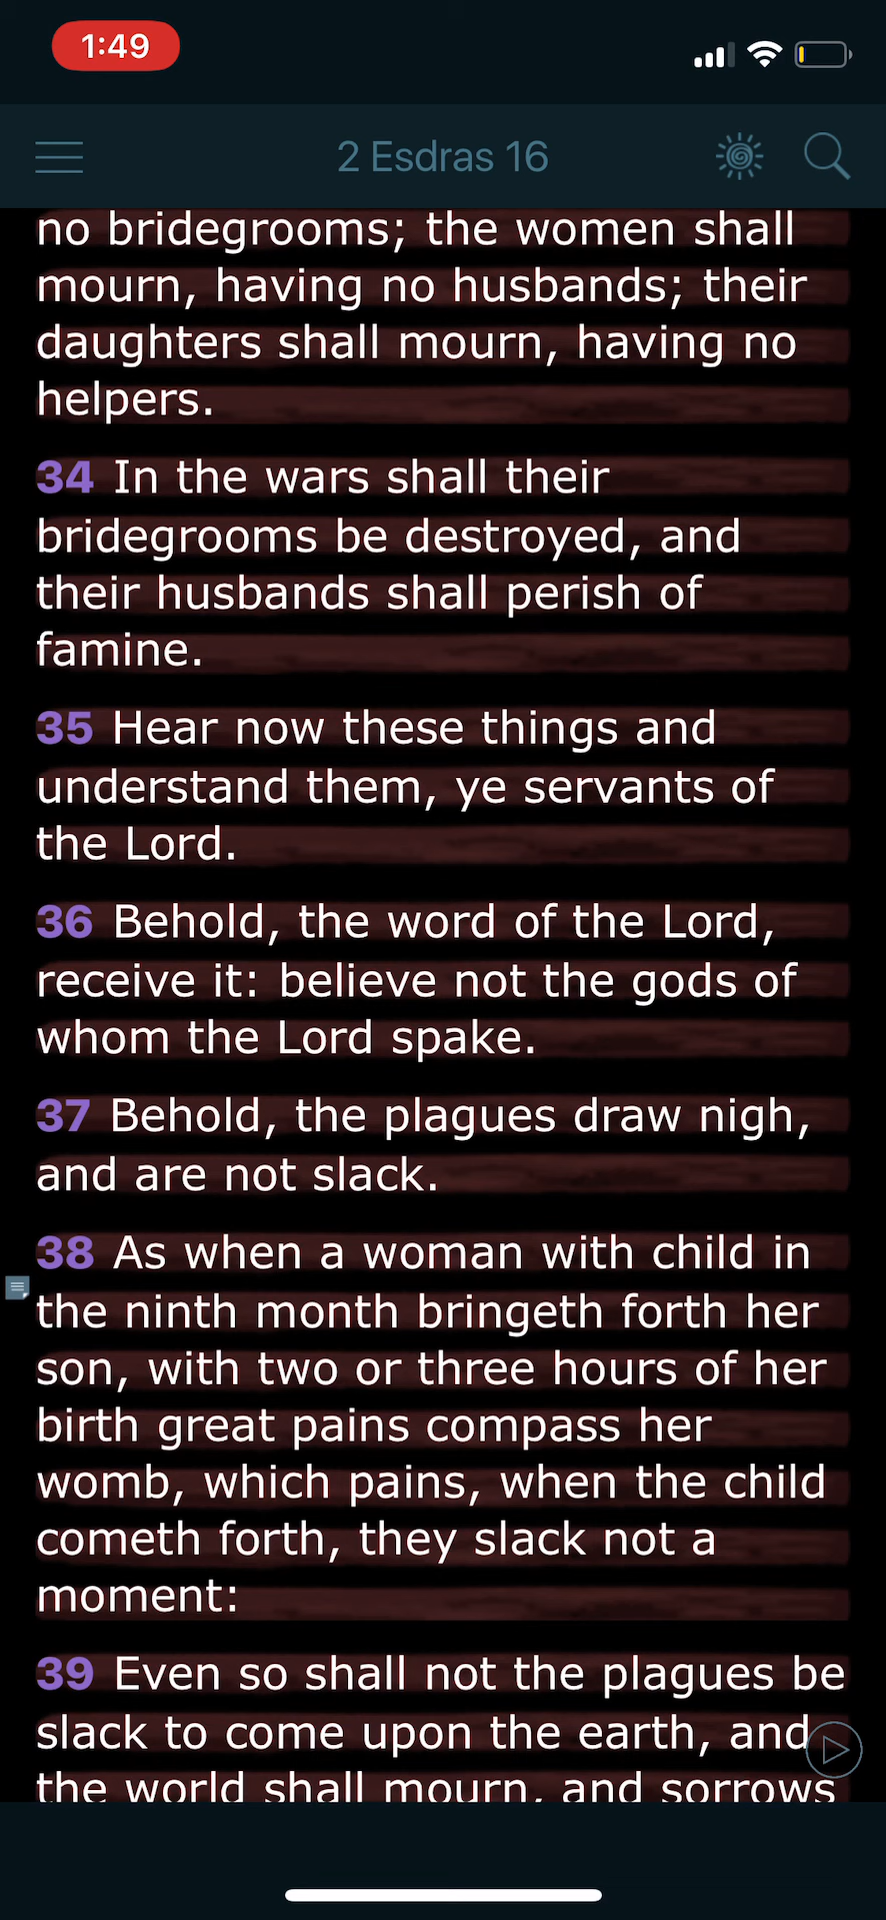 1:49
2 Esdras 16
no bridegrooms; the women shall
mourn, having no husbands; their
daughters shall mourn, having no
helpers.
34 In the wars shall their
bridegrooms be destroyed, and
their husbands shall perish of
famine.
35 Hear now these things and
understand them, ye servants of
the Lord.
36 Behold, the word of the Lord,
receive it: believe not the gods of
whom the Lord spake.
37 Behold, the plagues draw nigh,
and are not slack.
38 As when a woman with child in
the ninth month bringeth forth her
son, with two or three hours of her
birth great pains compass her
womb, which pains, when the child
cometh forth, they slack not a
moment:
39 Even so shall not the plagues be
slack to come upon the earth, and
the world shall mourn, and sorrows